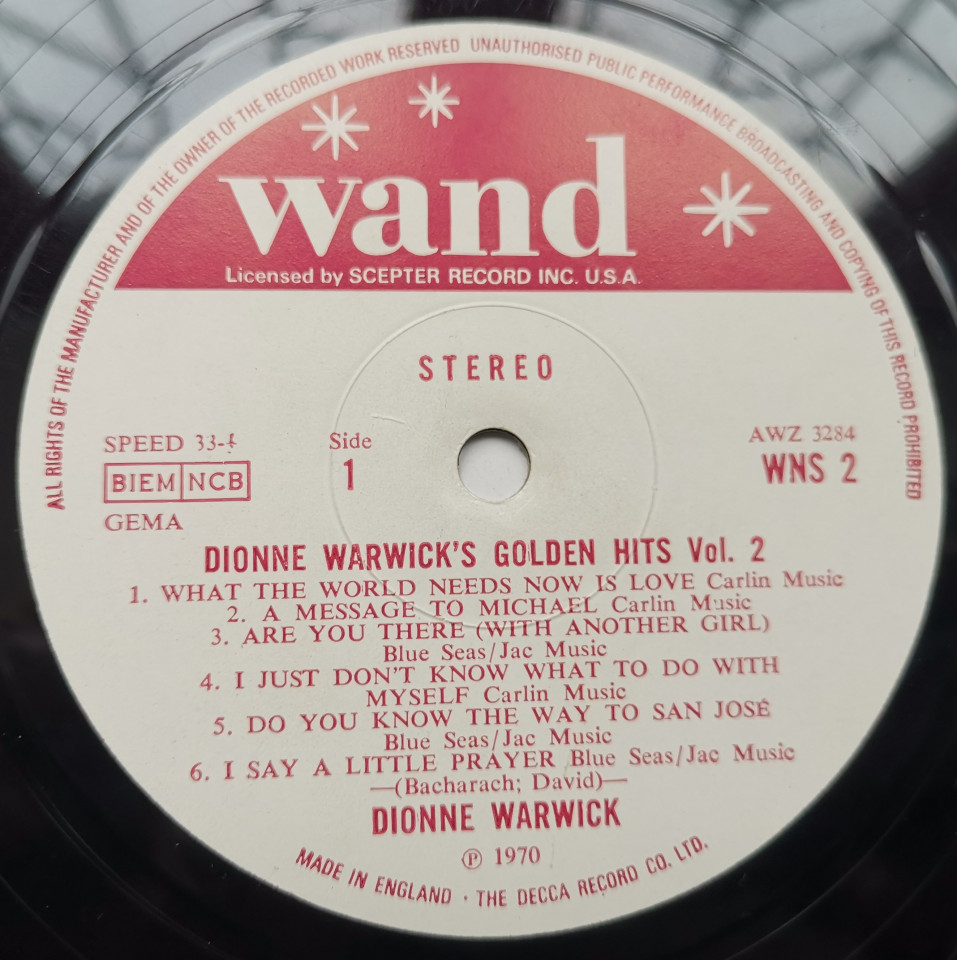 ALL RIGHTS OF THE MANUFACTURER AND OF THE OWNER OF THE RECORDED WORK RESERVED UNAUTHORISED PUBLIC PERFORMANCE BROADCASTING AND COPYING OF THIS RECORD PROHIBITED
wand
Licensed by SCEPTER RECORD INC. U.S.A.
STEREO
SPEED 33-⅓
BIEM NCB
GEMA
Side
1
AWZ 3284
WNS 2
DIONNE WARWICK'S GOLDEN HITS Vol. 2
1. WHAT THE WORLD NEEDS NOW IS LOVE Carlin Music
2. A MESSAGE TO MICHAEL Carlin Music
3. ARE YOU THERE (WITH ANOTHER GIRL)
Blue Seas/Jac Music
4. I JUST DON'T KNOW WHAT TO DO WITH
MYSELF Carlin Music
5. DO YOU KNOW THE WAY TO SAN JOSÉ
Blue Seas/Jac Music
6. I SAY A LITTLE PRAYER Blue Seas/Jac Music
—(Bacharach; David)—
DIONNE WARWICK
℗ 1970
MADE IN ENGLAND · THE DECCA RECORD CO. LTD.